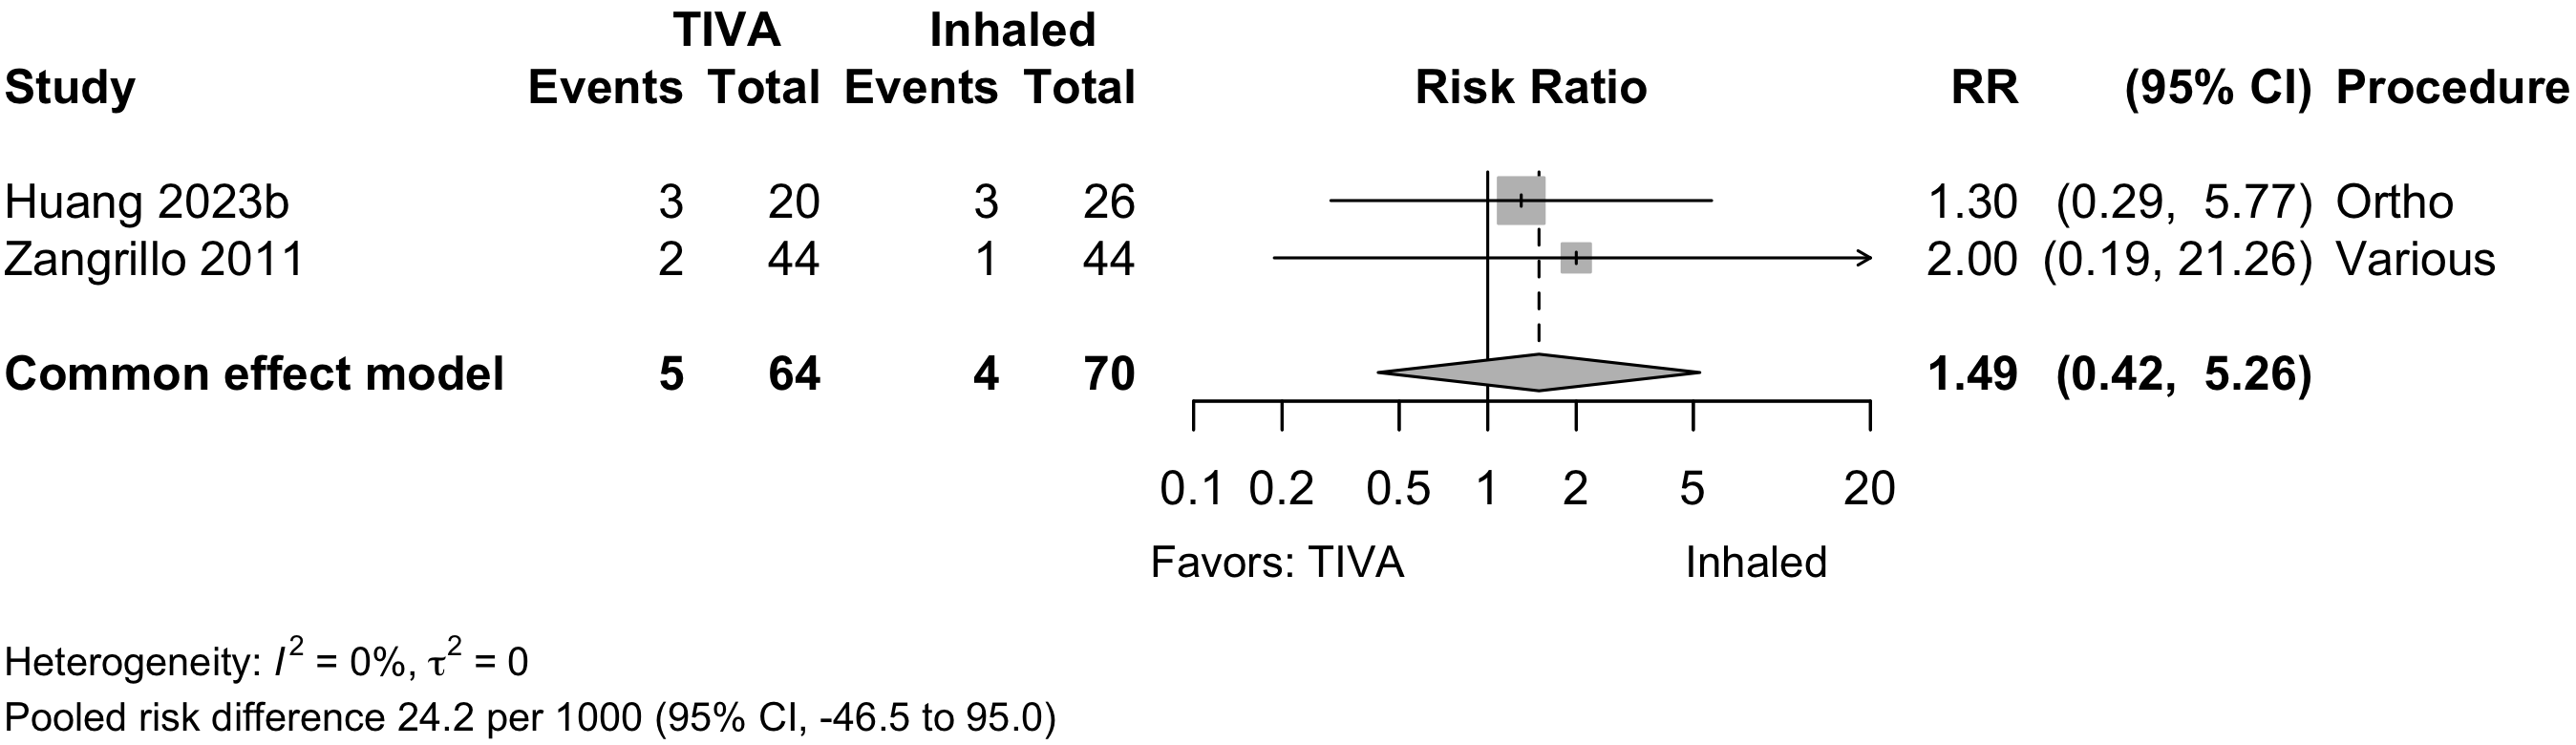 TIVA Inhaled
Study Events Total Events Total Risk Ratio RR (95% CI) Procedure
Huang 2023b 3 20 3 26 1.30 (0.29, 5.77) Ortho
Zangrillo 2011 2 44 1 44 2.00 (0.19, 21.26) Various
Common effect model 5 64 4 70 1.49 (0.42, 5.26)
0.1 0.2 0.5 1 2 5 20
Favors: TIVA Inhaled
Heterogeneity: I² = 0%, τ² = 0
Pooled risk difference 24.2 per 1000 (95% CI, -46.5 to 95.0)